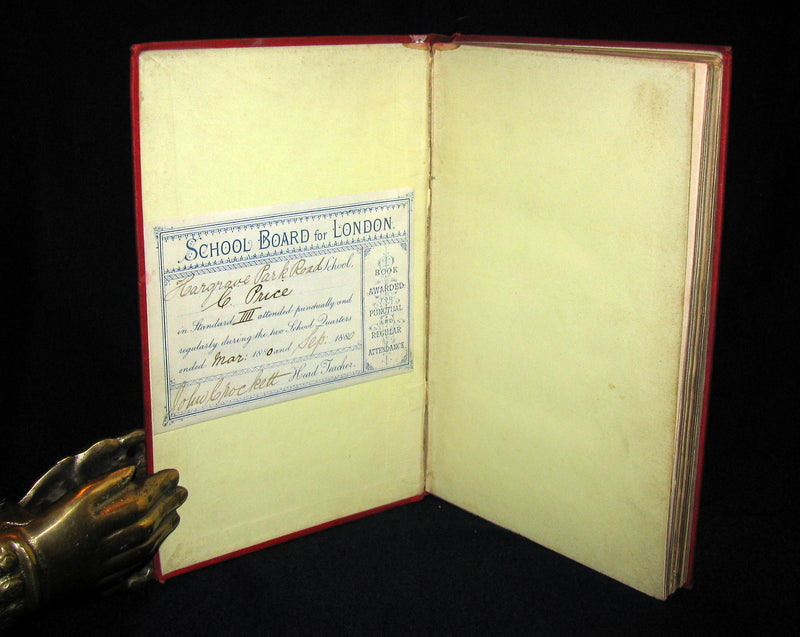 SCHOOL BOARD for LONDON.
Hargrave Park Road School,
C. Price
in Standard IIII attended punctually and
regularly during the two School Quarters
ended Mar: 1880 and Sep: 1880
John Crockett Head Teacher.
BOOK
AWARDED
FOR
PUNCTUAL
AND
REGULAR
ATTENDANCE.